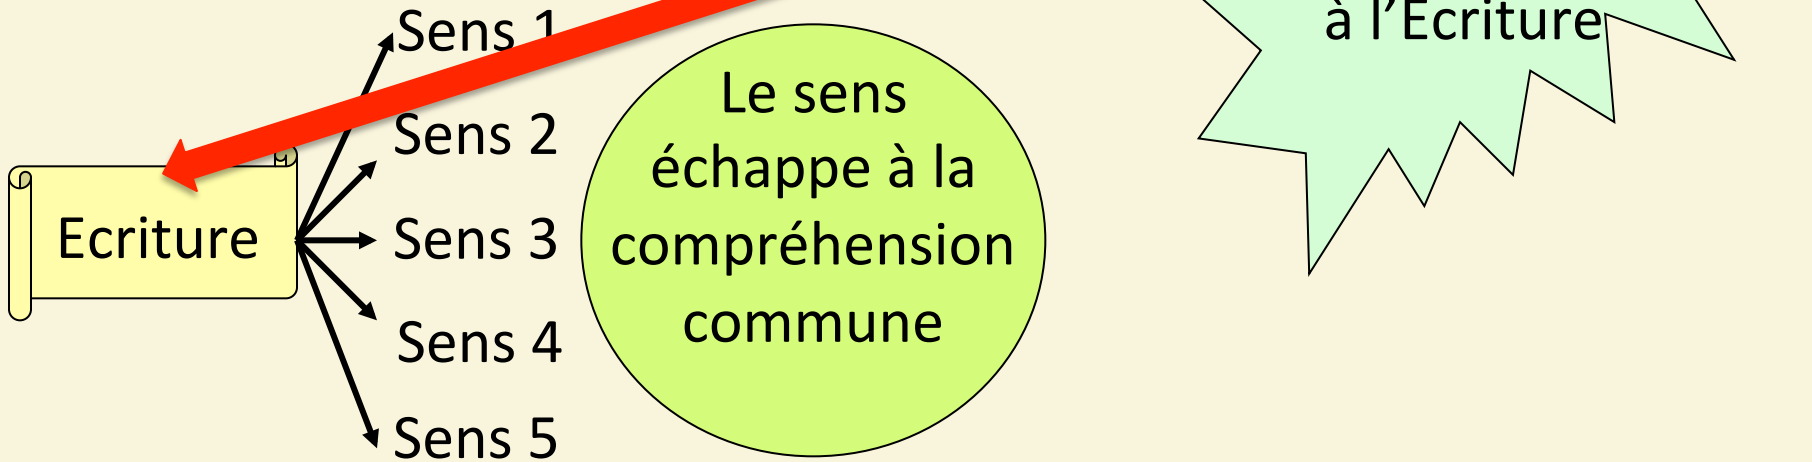 Sens 1
Sens 2
Ecriture
Sens 3
Sens 4
Sens 5
Le sens
échappe à la
compréhension
commune
à l’Ecriture